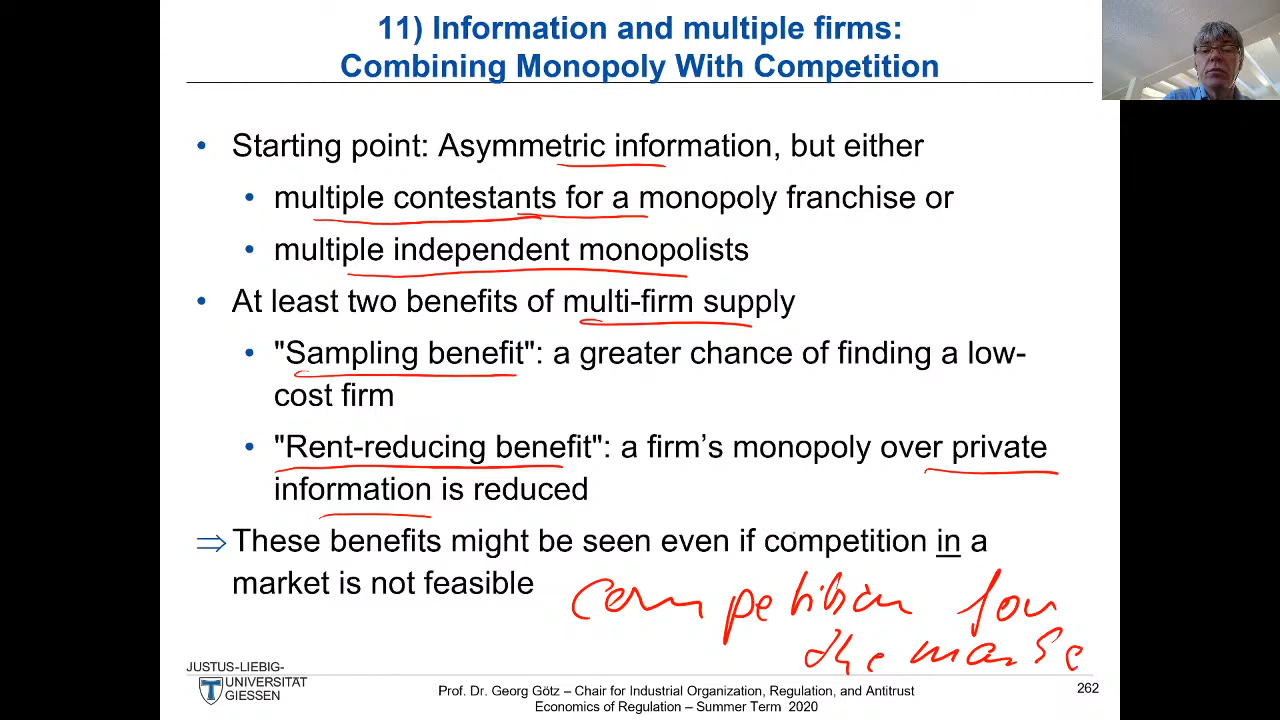 11) Information and multiple firms:
Combining Monopoly With Competition
• Starting point: Asymmetric information, but either
• multiple contestants for a monopoly franchise or
• multiple independent monopolists
• At least two benefits of multi-firm supply
• "Sampling benefit": a greater chance of finding a low-
cost firm
• "Rent-reducing benefit": a firm's monopoly over private
information is reduced
⇒ These benefits might be seen even if competition in a
market is not feasible
competition for
the marke
JUSTUS-LIEBIG-
UNIVERSITÄT
GIESSEN
Prof. Dr. Georg Götz – Chair for Industrial Organization, Regulation, and Antitrust
Economics of Regulation – Summer Term 2020
262